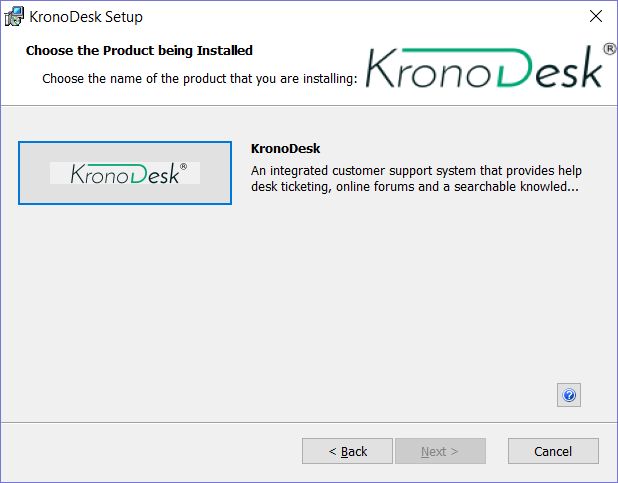 KronoDesk Setup
Choose the Product being Installed
Choose the name of the product that you are installing:
KronoDesk®
KronoDesk®
KronoDesk
An integrated customer support system that provides help
desk ticketing, online forums and a searchable knowled...
?
< Back
Next >
Cancel